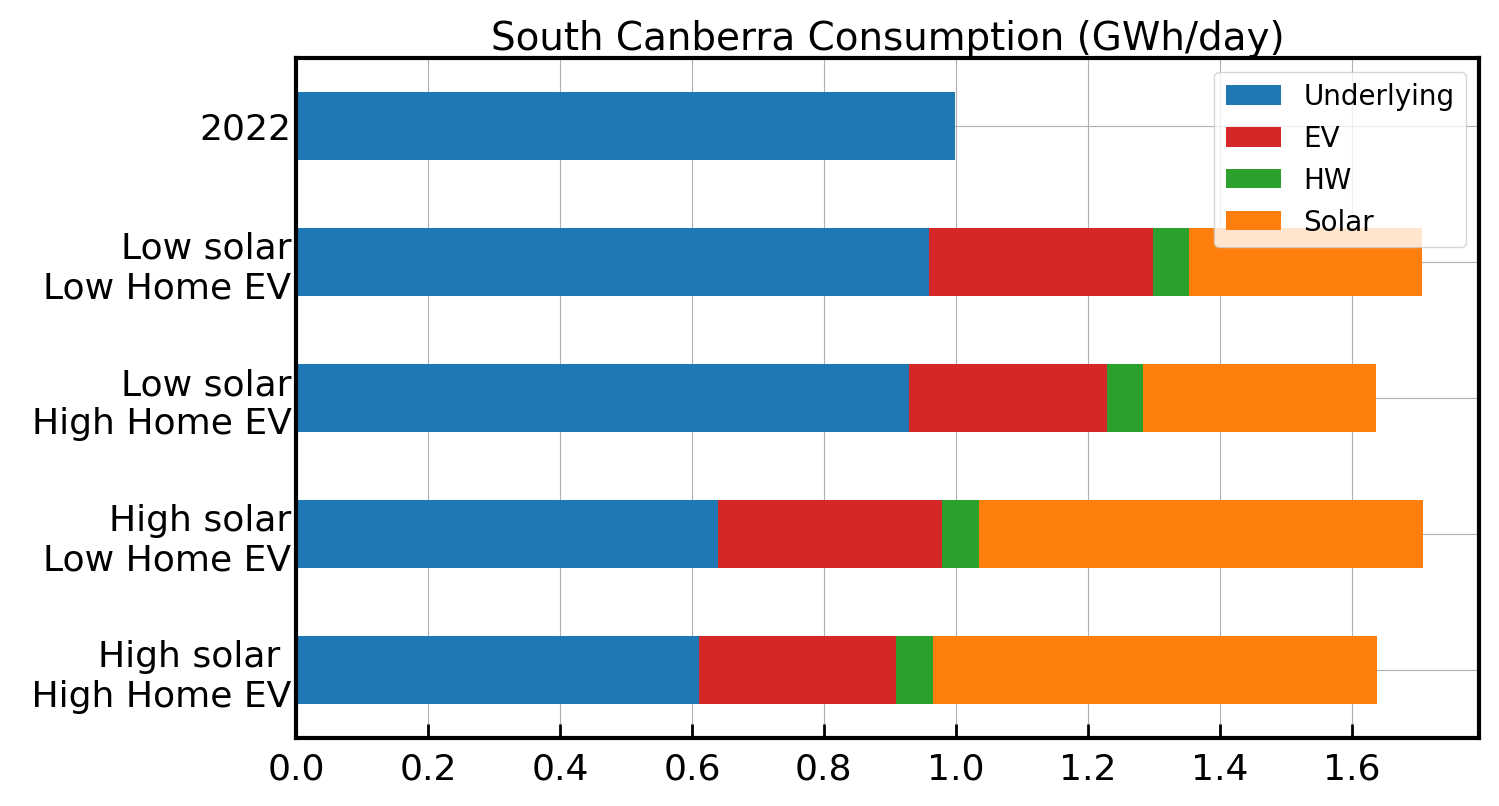 South Canberra Consumption (GWh/day)
Underlying
EV
HW
Solar
2022
Low solar
Low Home EV
Low solar
High Home EV
High solar
Low Home EV
High solar
High Home EV
0.0 0.2 0.4 0.6 0.8 1.0 1.2 1.4 1.6